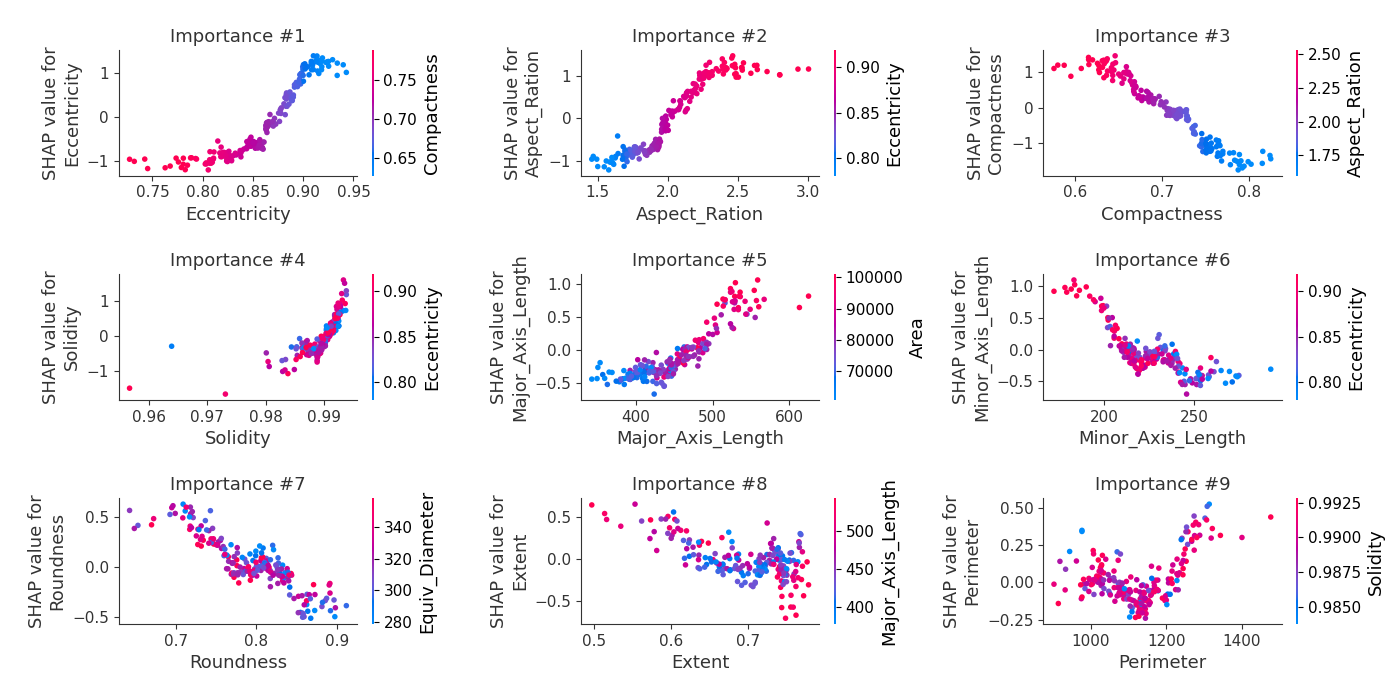 Importance #1
SHAP value for
Eccentricity
1
0
−1
0.75 0.80 0.85 0.90 0.95
Eccentricity
0.75
0.70
0.65
Compactness
Importance #2
SHAP value for
Aspect_Ration
1
0
−1
1.5 2.0 2.5 3.0
Aspect_Ration
0.90
0.85
0.80
Eccentricity
Importance #3
SHAP value for
Compactness
1
0
−1
0.6 0.7 0.8
Compactness
2.50
2.25
2.00
1.75
Aspect_Ration
Importance #4
SHAP value for
Solidity
1
0
−1
0.96 0.97 0.98 0.99
Solidity
0.90
0.85
0.80
Eccentricity
Importance #5
SHAP value for
Major_Axis_Length
1.0
0.5
0.0
−0.5
400 500 600
Major_Axis_Length
100000
90000
80000
70000
Area
Importance #6
SHAP value for
Minor_Axis_Length
1.0
0.5
0.0
−0.5
200 250
Minor_Axis_Length
0.90
0.85
0.80
Eccentricity
Importance #7
SHAP value for
Roundness
0.5
0.0
−0.5
0.7 0.8 0.9
Roundness
340
320
300
280
Equiv_Diameter
Importance #8
SHAP value for
Extent
0.5
0.0
−0.5
0.5 0.6 0.7
Extent
500
450
400
Major_Axis_Length
Importance #9
SHAP value for
Perimeter
0.50
0.25
0.00
−0.25
1000 1200 1400
Perimeter
0.9925
0.9900
0.9875
0.9850
Solidity